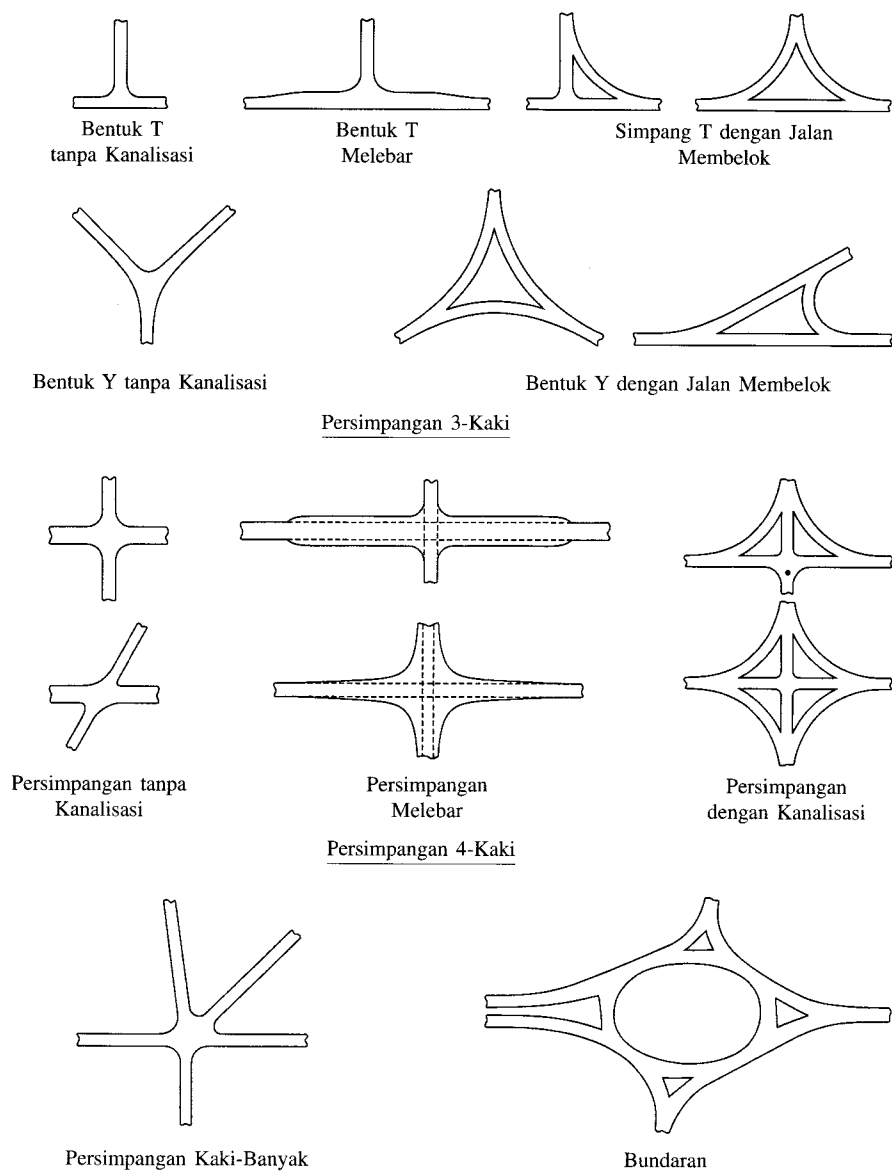 Bentuk T
tanpa Kanalisasi
Bentuk T
Melebar
Simpang T dengan Jalan
Membelok
Bentuk Y tanpa Kanalisasi
Bentuk Y dengan Jalan Membelok
Persimpangan 3-Kaki
Persimpangan tanpa
Kanalisasi
Persimpangan
Melebar
Persimpangan
dengan Kanalisasi
Persimpangan 4-Kaki
Persimpangan Kaki-Banyak
Bundaran